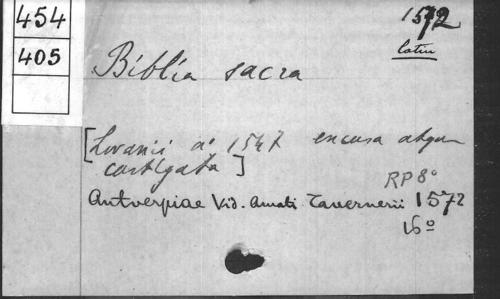 454
405
1572
latin
Biblia sacra
[Lovanii a° 1547 excusa atque
castigata]
RP 8°
Antverpiae Vid. Amati Tavernerii 1572
16°